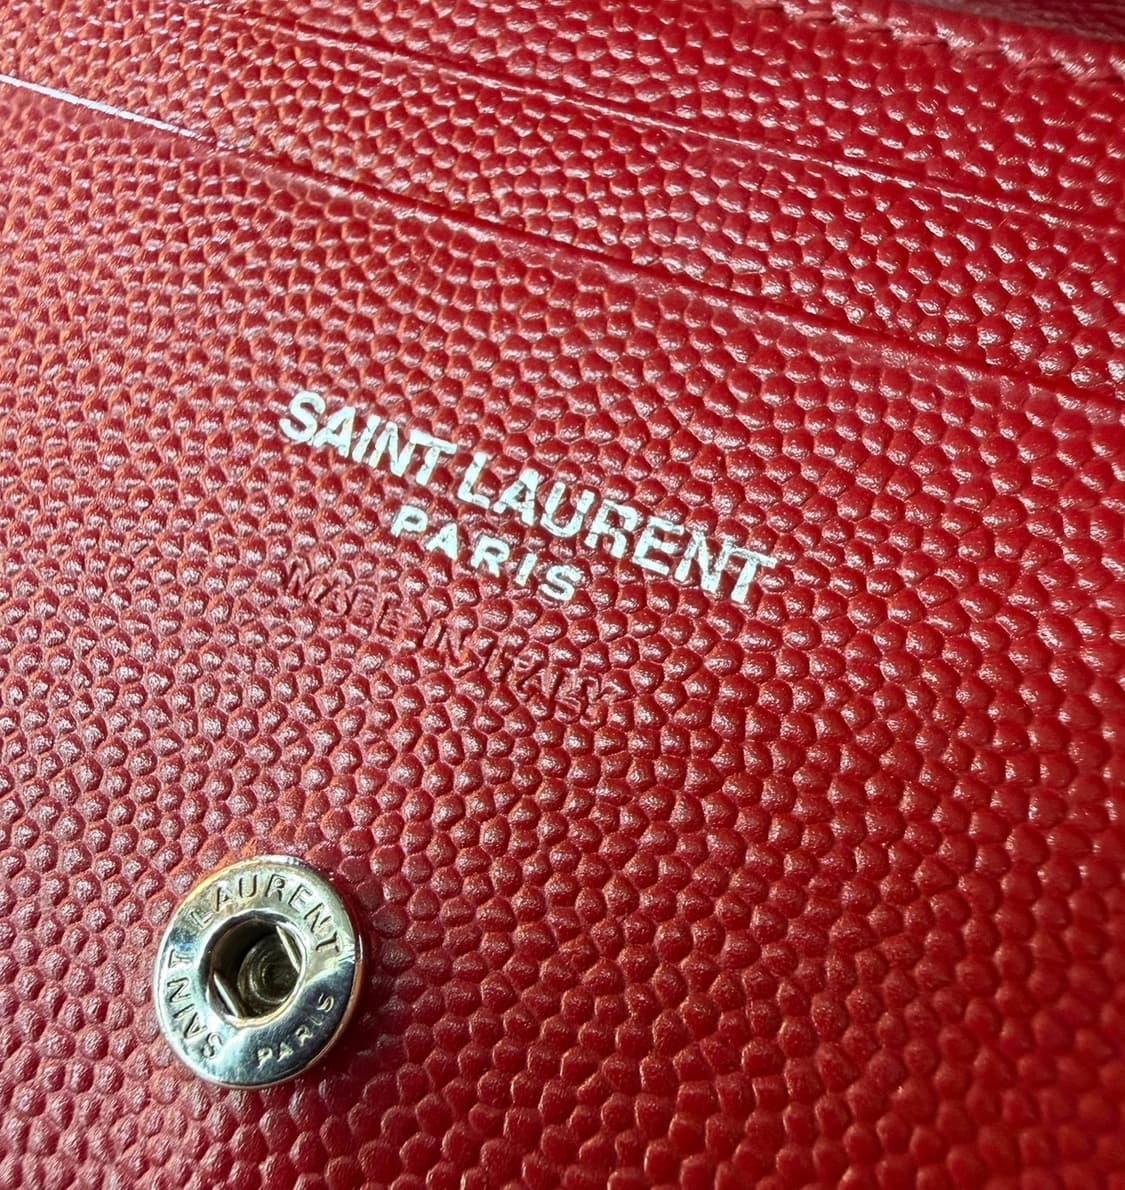 SAINT LAURENT
PARIS
MADE IN ITALY
SAINT LAURENT
PARIS